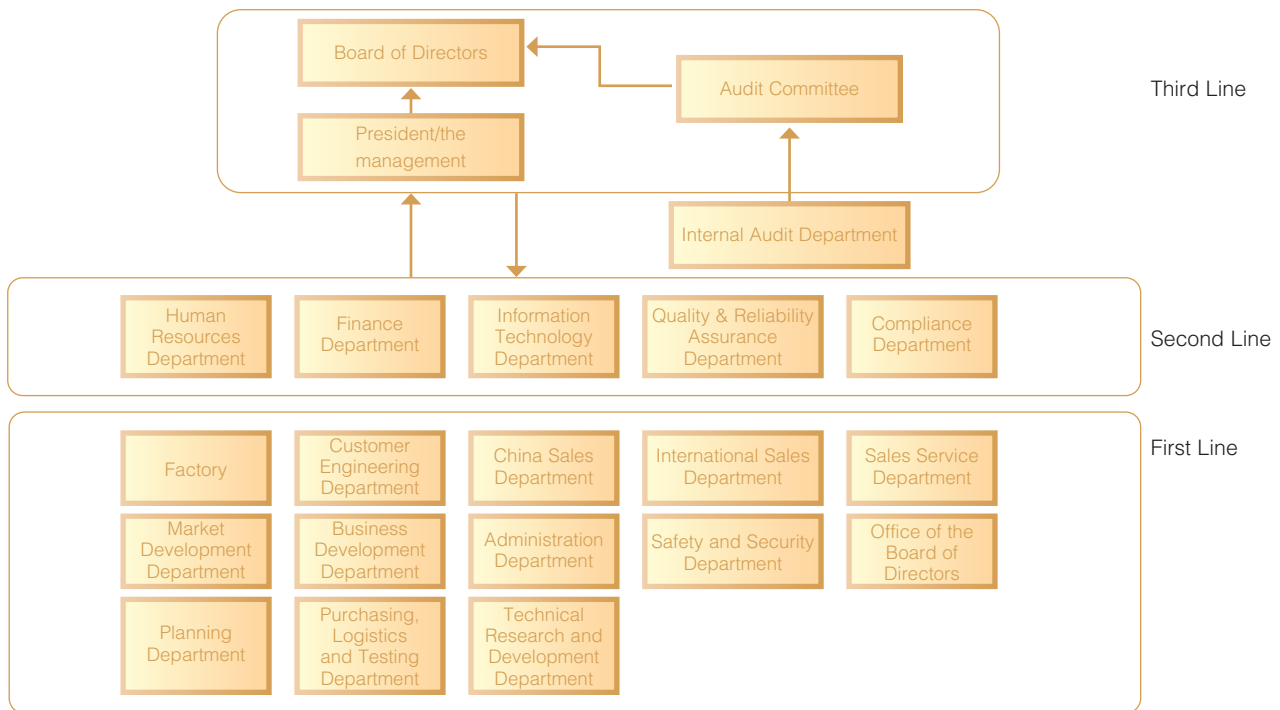 Board of Directors
Audit Committee
Third Line
President/the
management
Internal Audit Department
Human
Resources
Department
Finance
Department
Information
Technology
Department
Quality & Reliability
Assurance
Department
Compliance
Department
Second Line
Factory
Customer
Engineering
Department
China Sales
Department
International Sales
Department
Sales Service
Department
First Line
Market
Development
Department
Business
Development
Department
Administration
Department
Safety and Security
Department
Office of the
Board of
Directors
Planning
Department
Purchasing,
Logistics
and Testing
Department
Technical
Research and
Development
Department